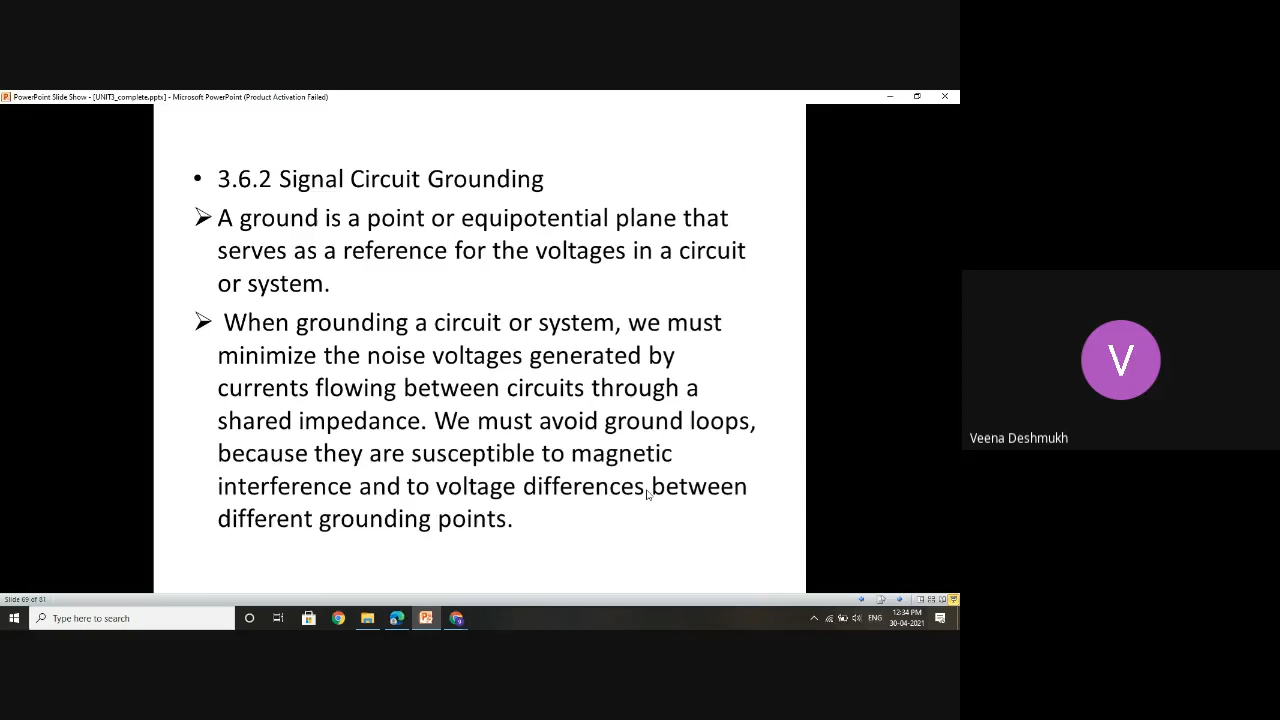 PowerPoint Slide Show - [UNIT3_complete.pptx] - Microsoft PowerPoint (Product Activation Failed)
• 3.6.2 Signal Circuit Grounding
➢ A ground is a point or equipotential plane that
serves as a reference for the voltages in a circuit
or system.
➢ When grounding a circuit or system, we must
minimize the noise voltages generated by
currents flowing between circuits through a
shared impedance. We must avoid ground loops,
because they are susceptible to magnetic
interference and to voltage differences between
different grounding points.
V
Veena Deshmukh
Slide 69 of 81
Type here to search
ENG
12:34 PM
30-04-2021